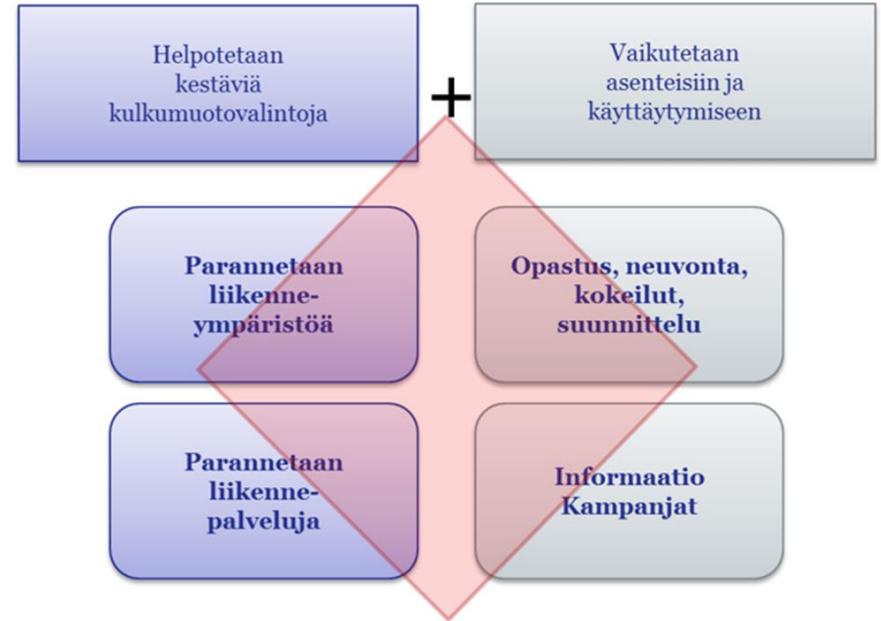 Helpotetaan
kestäviä
kulkumuotovalintoja
+
Vaikutetaan
asenteisiin ja
käyttäytymiseen
Parannetaan
liikenne-
ympäristöä
Opastus, neuvonta,
kokeilut,
suunnittelu
Parannetaan
liikenne-
palveluja
Informaatio
Kampanjat